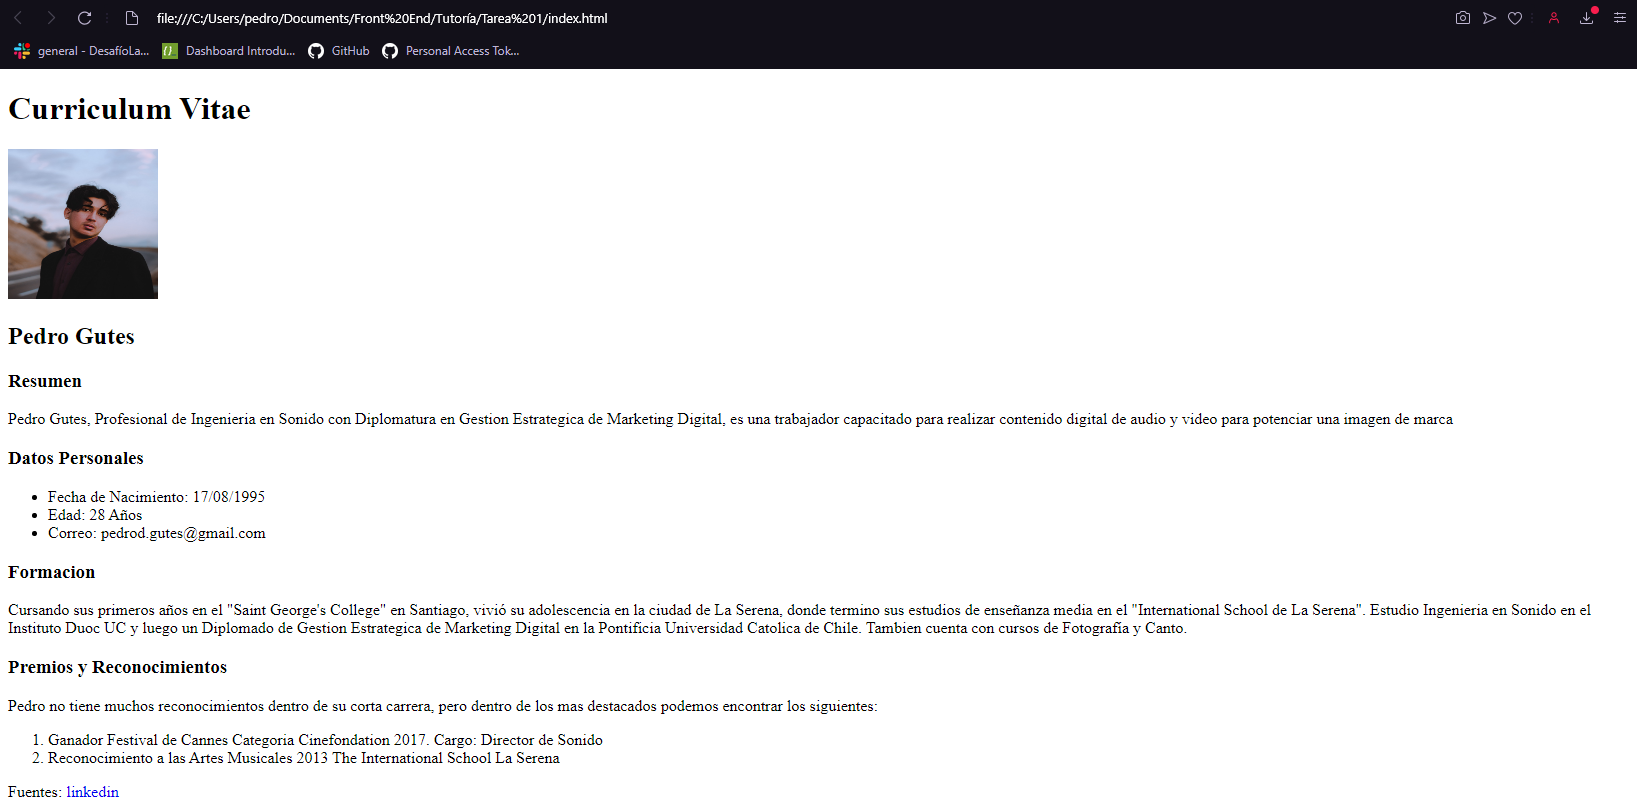 file:///C:/Users/pedro/Documents/Front%20End/Tutoría/Tarea%201/index.html
general - DesafíoLa... Dashboard Introdu... GitHub Personal Access Tok...
Curriculum Vitae
Pedro Gutes
Resumen
Pedro Gutes, Profesional de Ingenieria en Sonido con Diplomatura en Gestion Estrategica de Marketing Digital, es una trabajador capacitado para realizar contenido digital de audio y video para potenciar una imagen de marca
Datos Personales
• Fecha de Nacimiento: 17/08/1995
• Edad: 28 Años
• Correo: pedrod.gutes@gmail.com
Formacion
Cursando sus primeros años en el "Saint George's College" en Santiago, vivió su adolescencia en la ciudad de La Serena, donde termino sus estudios de enseñanza media en el "International School de La Serena". Estudio Ingenieria en Sonido en el
Instituto Duoc UC y luego un Diplomado de Gestion Estrategica de Marketing Digital en la Pontificia Universidad Catolica de Chile. Tambien cuenta con cursos de Fotografía y Canto.
Premios y Reconocimientos
Pedro no tiene muchos reconocimientos dentro de su corta carrera, pero dentro de los mas destacados podemos encontrar los siguientes:
1. Ganador Festival de Cannes Categoria Cinefondation 2017. Cargo: Director de Sonido
2. Reconocimiento a las Artes Musicales 2013 The International School La Serena
Fuentes: linkedin